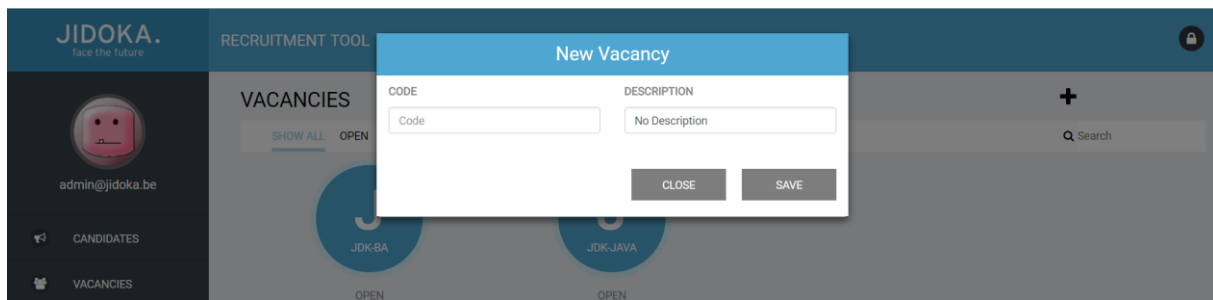 JIDOKA.
face the future
RECRUITMENT TOOL
New Vacancy
VACANCIES
CODE
DESCRIPTION
Code
No Description
SHOW ALL
OPEN
Search
admin@jidoka.be
CLOSE
SAVE
CANDIDATES
VACANCIES
J
JDK-BA
JDK-JAVA
OPEN
OPEN